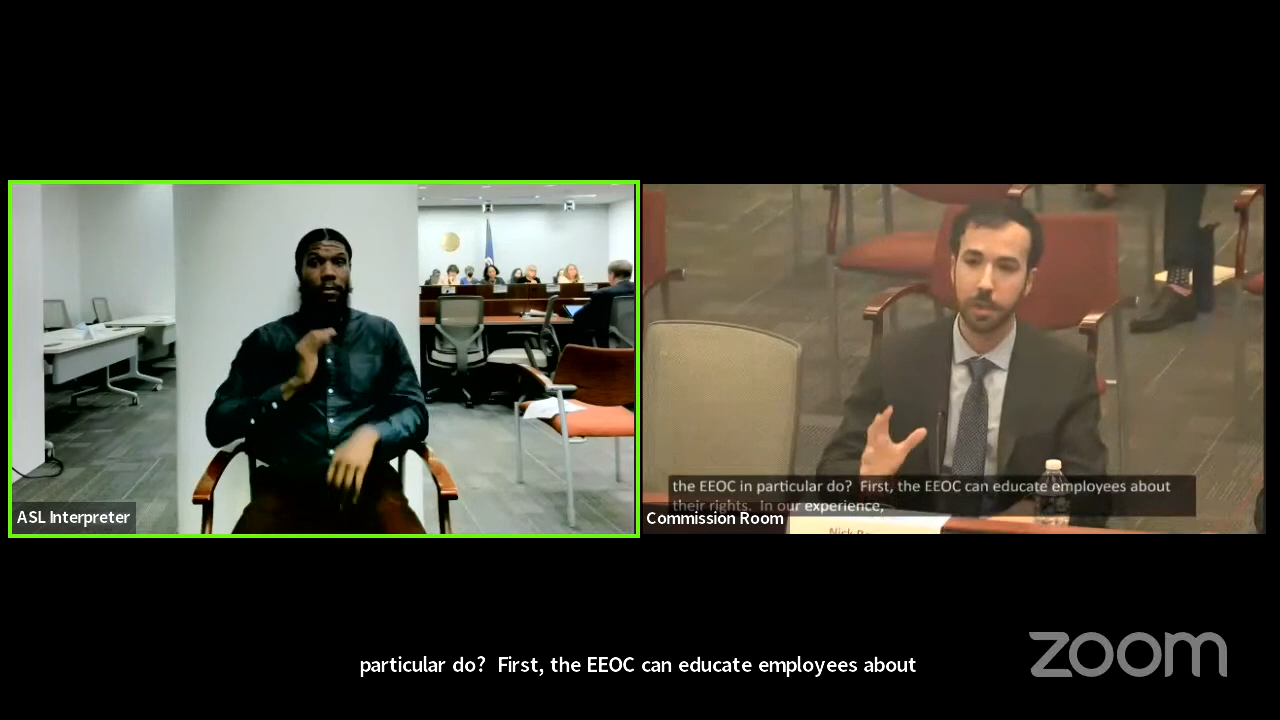 ASL Interpreter
the EEOC in particular do?  First, the EEOC can educate employees about
their rights.  In our experience,
Commission Room
Nick
particular do?  First, the EEOC can educate employees about
zoom